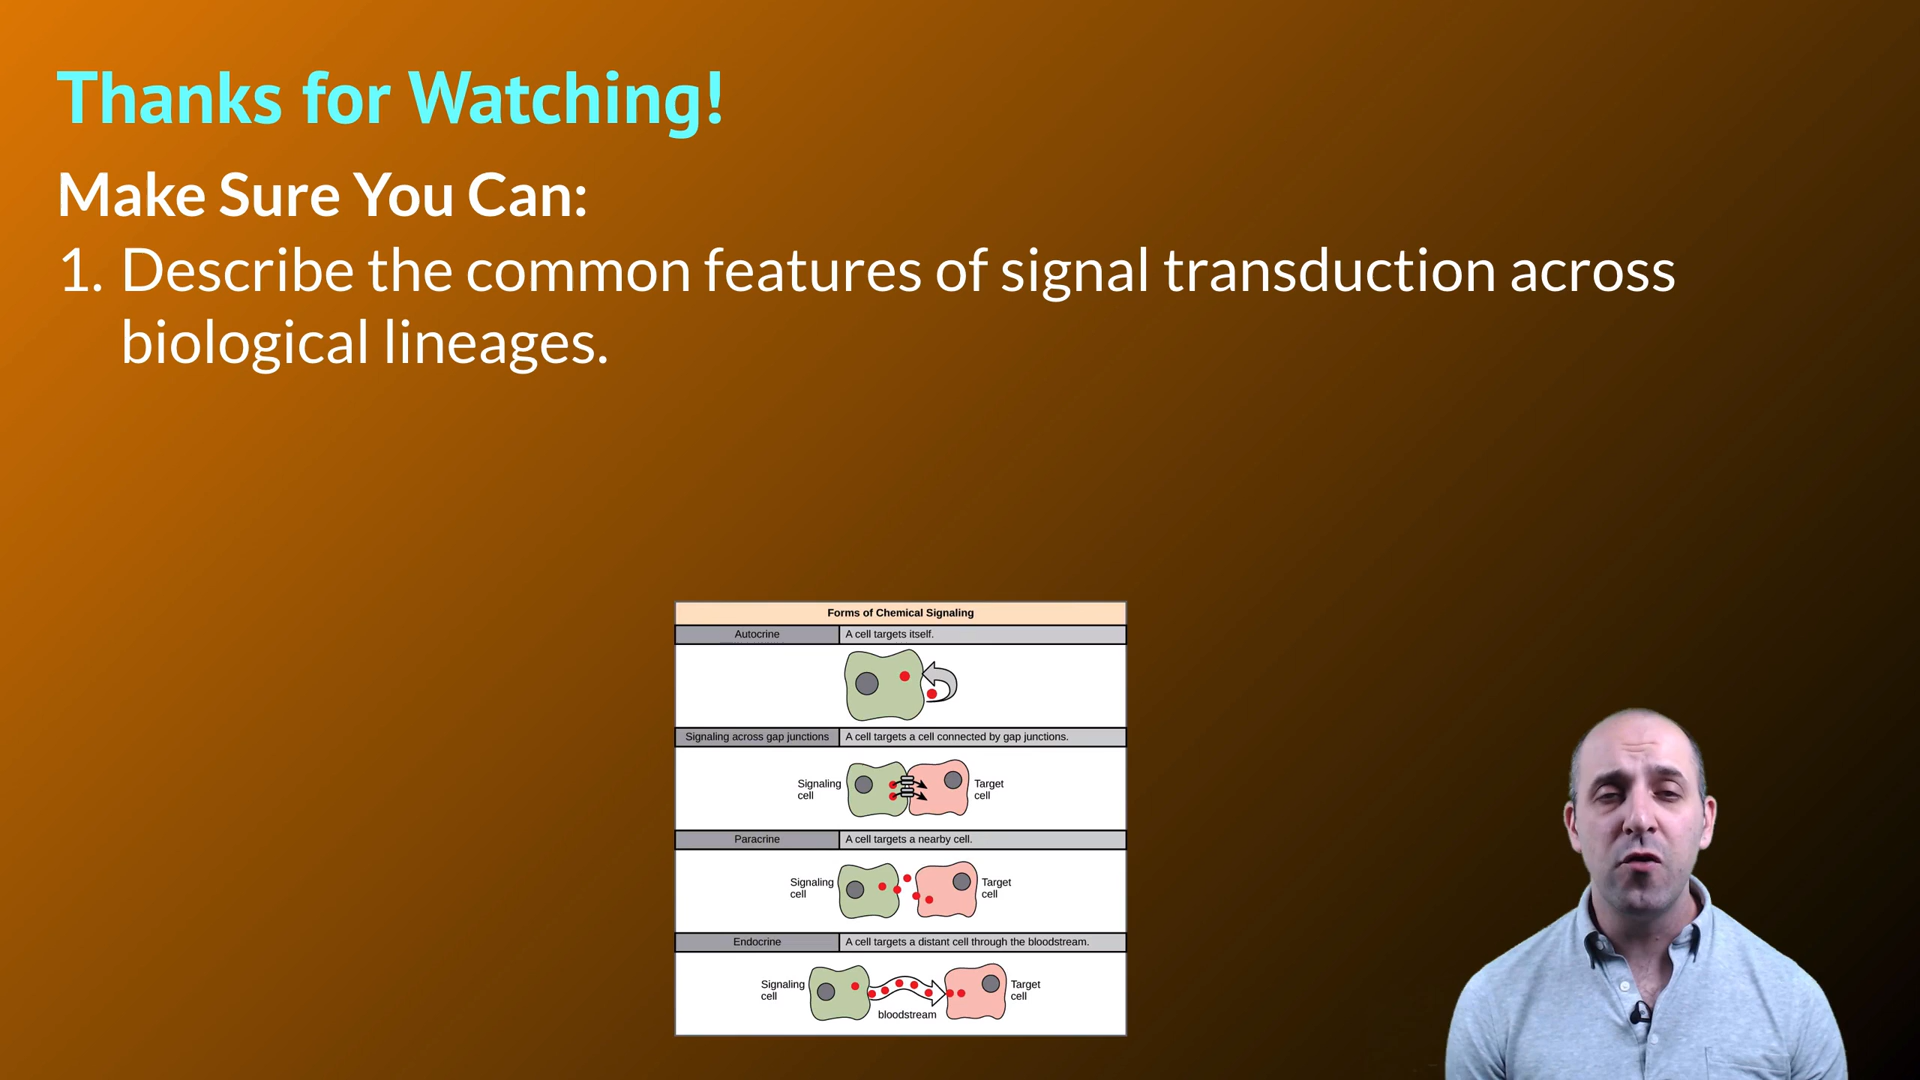 Thanks for Watching!
Make Sure You Can:
1. Describe the common features of signal transduction across
biological lineages.
Forms of Chemical Signaling
Autocrine
A cell targets itself.
Signaling across gap junctions
A cell targets a cell connected by gap junctions.
Signaling
cell
Target
cell
Paracrine
A cell targets a nearby cell.
Signaling
cell
Target
cell
Endocrine
A cell targets a distant cell through the bloodstream.
Signaling
cell
Target
cell
bloodstream